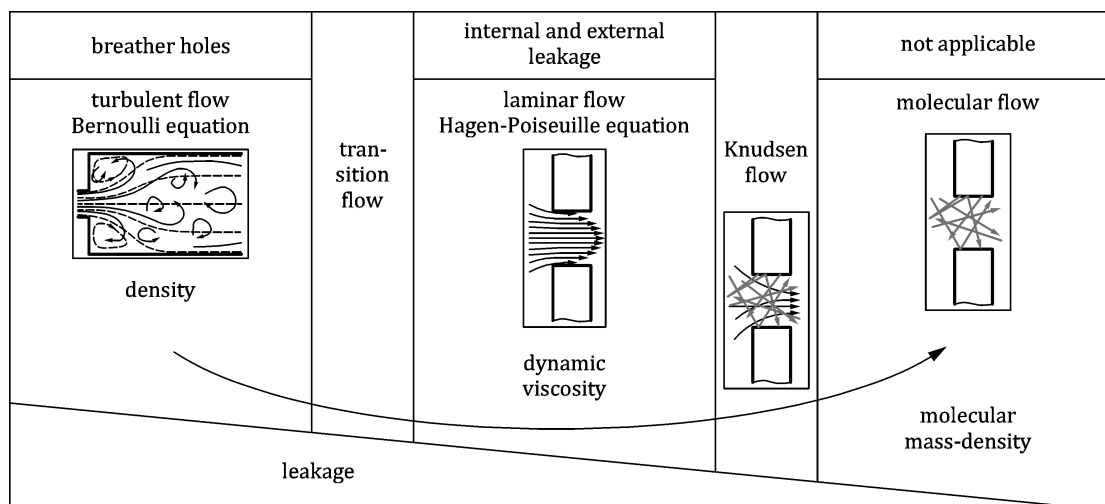 breather holes
turbulent flow
Bernoulli equation
density
tran-
sition
flow
internal and external
leakage
laminar flow
Hagen-Poiseuille equation
dynamic
viscosity
Knudsen
flow
not applicable
molecular flow
molecular
mass-density
leakage